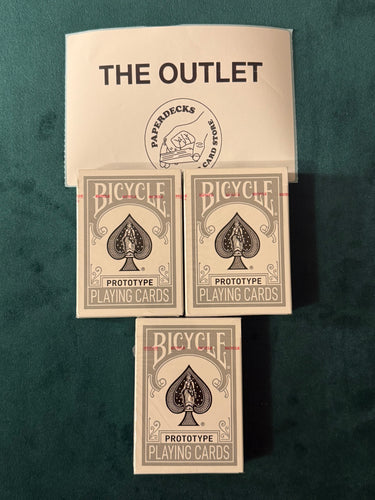 THE OUTLET
PAPERDECKS
CARD STORE
BICYCLE
®
PROTOTYPE
PLAYING CARDS
BICYCLE
®
PROTOTYPE
PLAYING CARDS
BICYCLE
®
PROTOTYPE
PLAYING CARDS